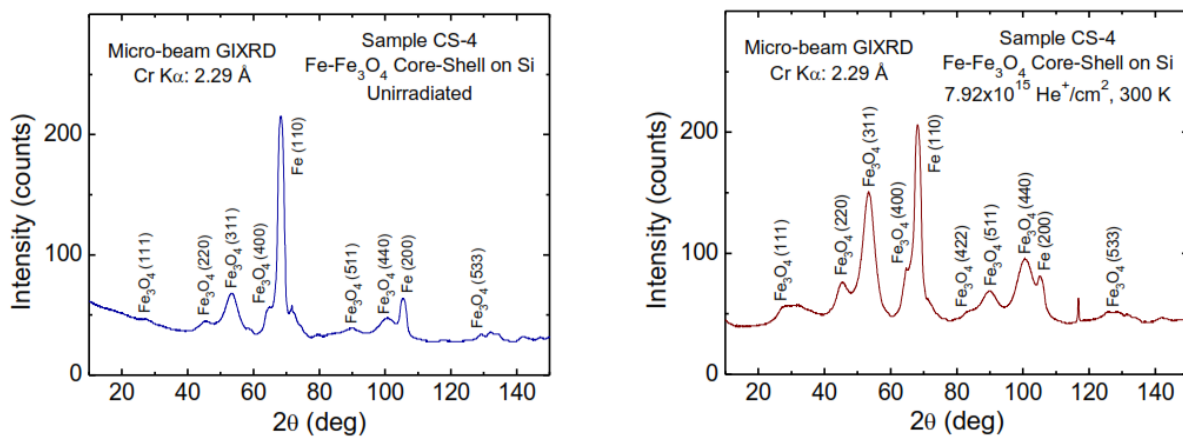 Micro-beam GIXRD
Cr Kα: 2.29 Å
Sample CS-4
Fe-Fe₃O₄ Core-Shell on Si
Unirradiated
Intensity (counts)
200
100
0
Fe₃O₄ (111)
Fe₃O₄ (220)
Fe₃O₄ (311)
Fe₃O₄ (400)
Fe (110)
Fe₃O₄ (511)
Fe₃O₄ (440)
Fe (200)
Fe₃O₄ (533)
20 40 60 80 100 120 140
2θ (deg)
Micro-beam GIXRD
Cr Kα: 2.29 Å
Sample CS-4
Fe-Fe₃O₄ Core-Shell on Si
7.92x10¹⁵ He⁺/cm², 300 K
Intensity (counts)
200
100
0
Fe₃O₄ (111)
Fe₃O₄ (220)
Fe₃O₄ (311)
Fe₃O₄ (400)
Fe (110)
Fe₃O₄ (422)
Fe₃O₄ (511)
Fe₃O₄ (440)
Fe (200)
Fe₃O₄ (533)
20 40 60 80 100 120 140
2θ (deg)